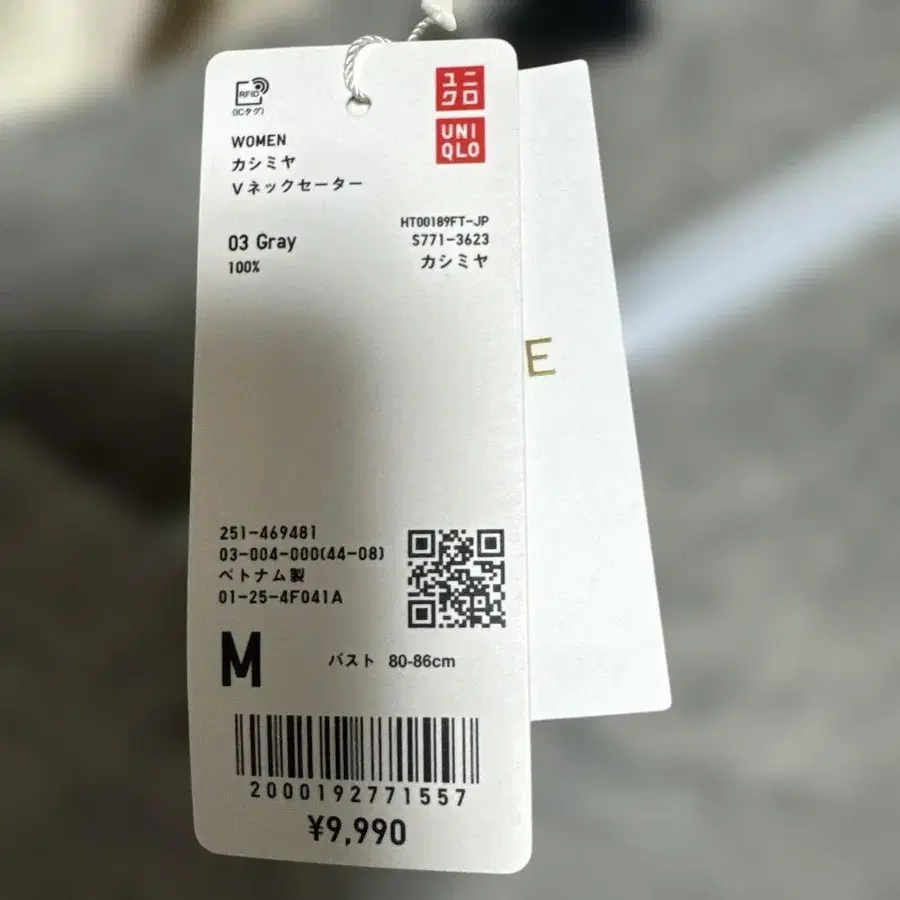 RFID
(ICタグ)
ユニ
クロ
UNI
QLO
WOMEN
カシミヤ
Vネックセーター
HT00189FT-JP
03 Gray
S771-3623
100%
カシミヤ
E
251-469481
03-004-000(44-08)
ベトナム製
01-25-4F041A
M
バスト 80-86cm
2000192771557
¥9,990